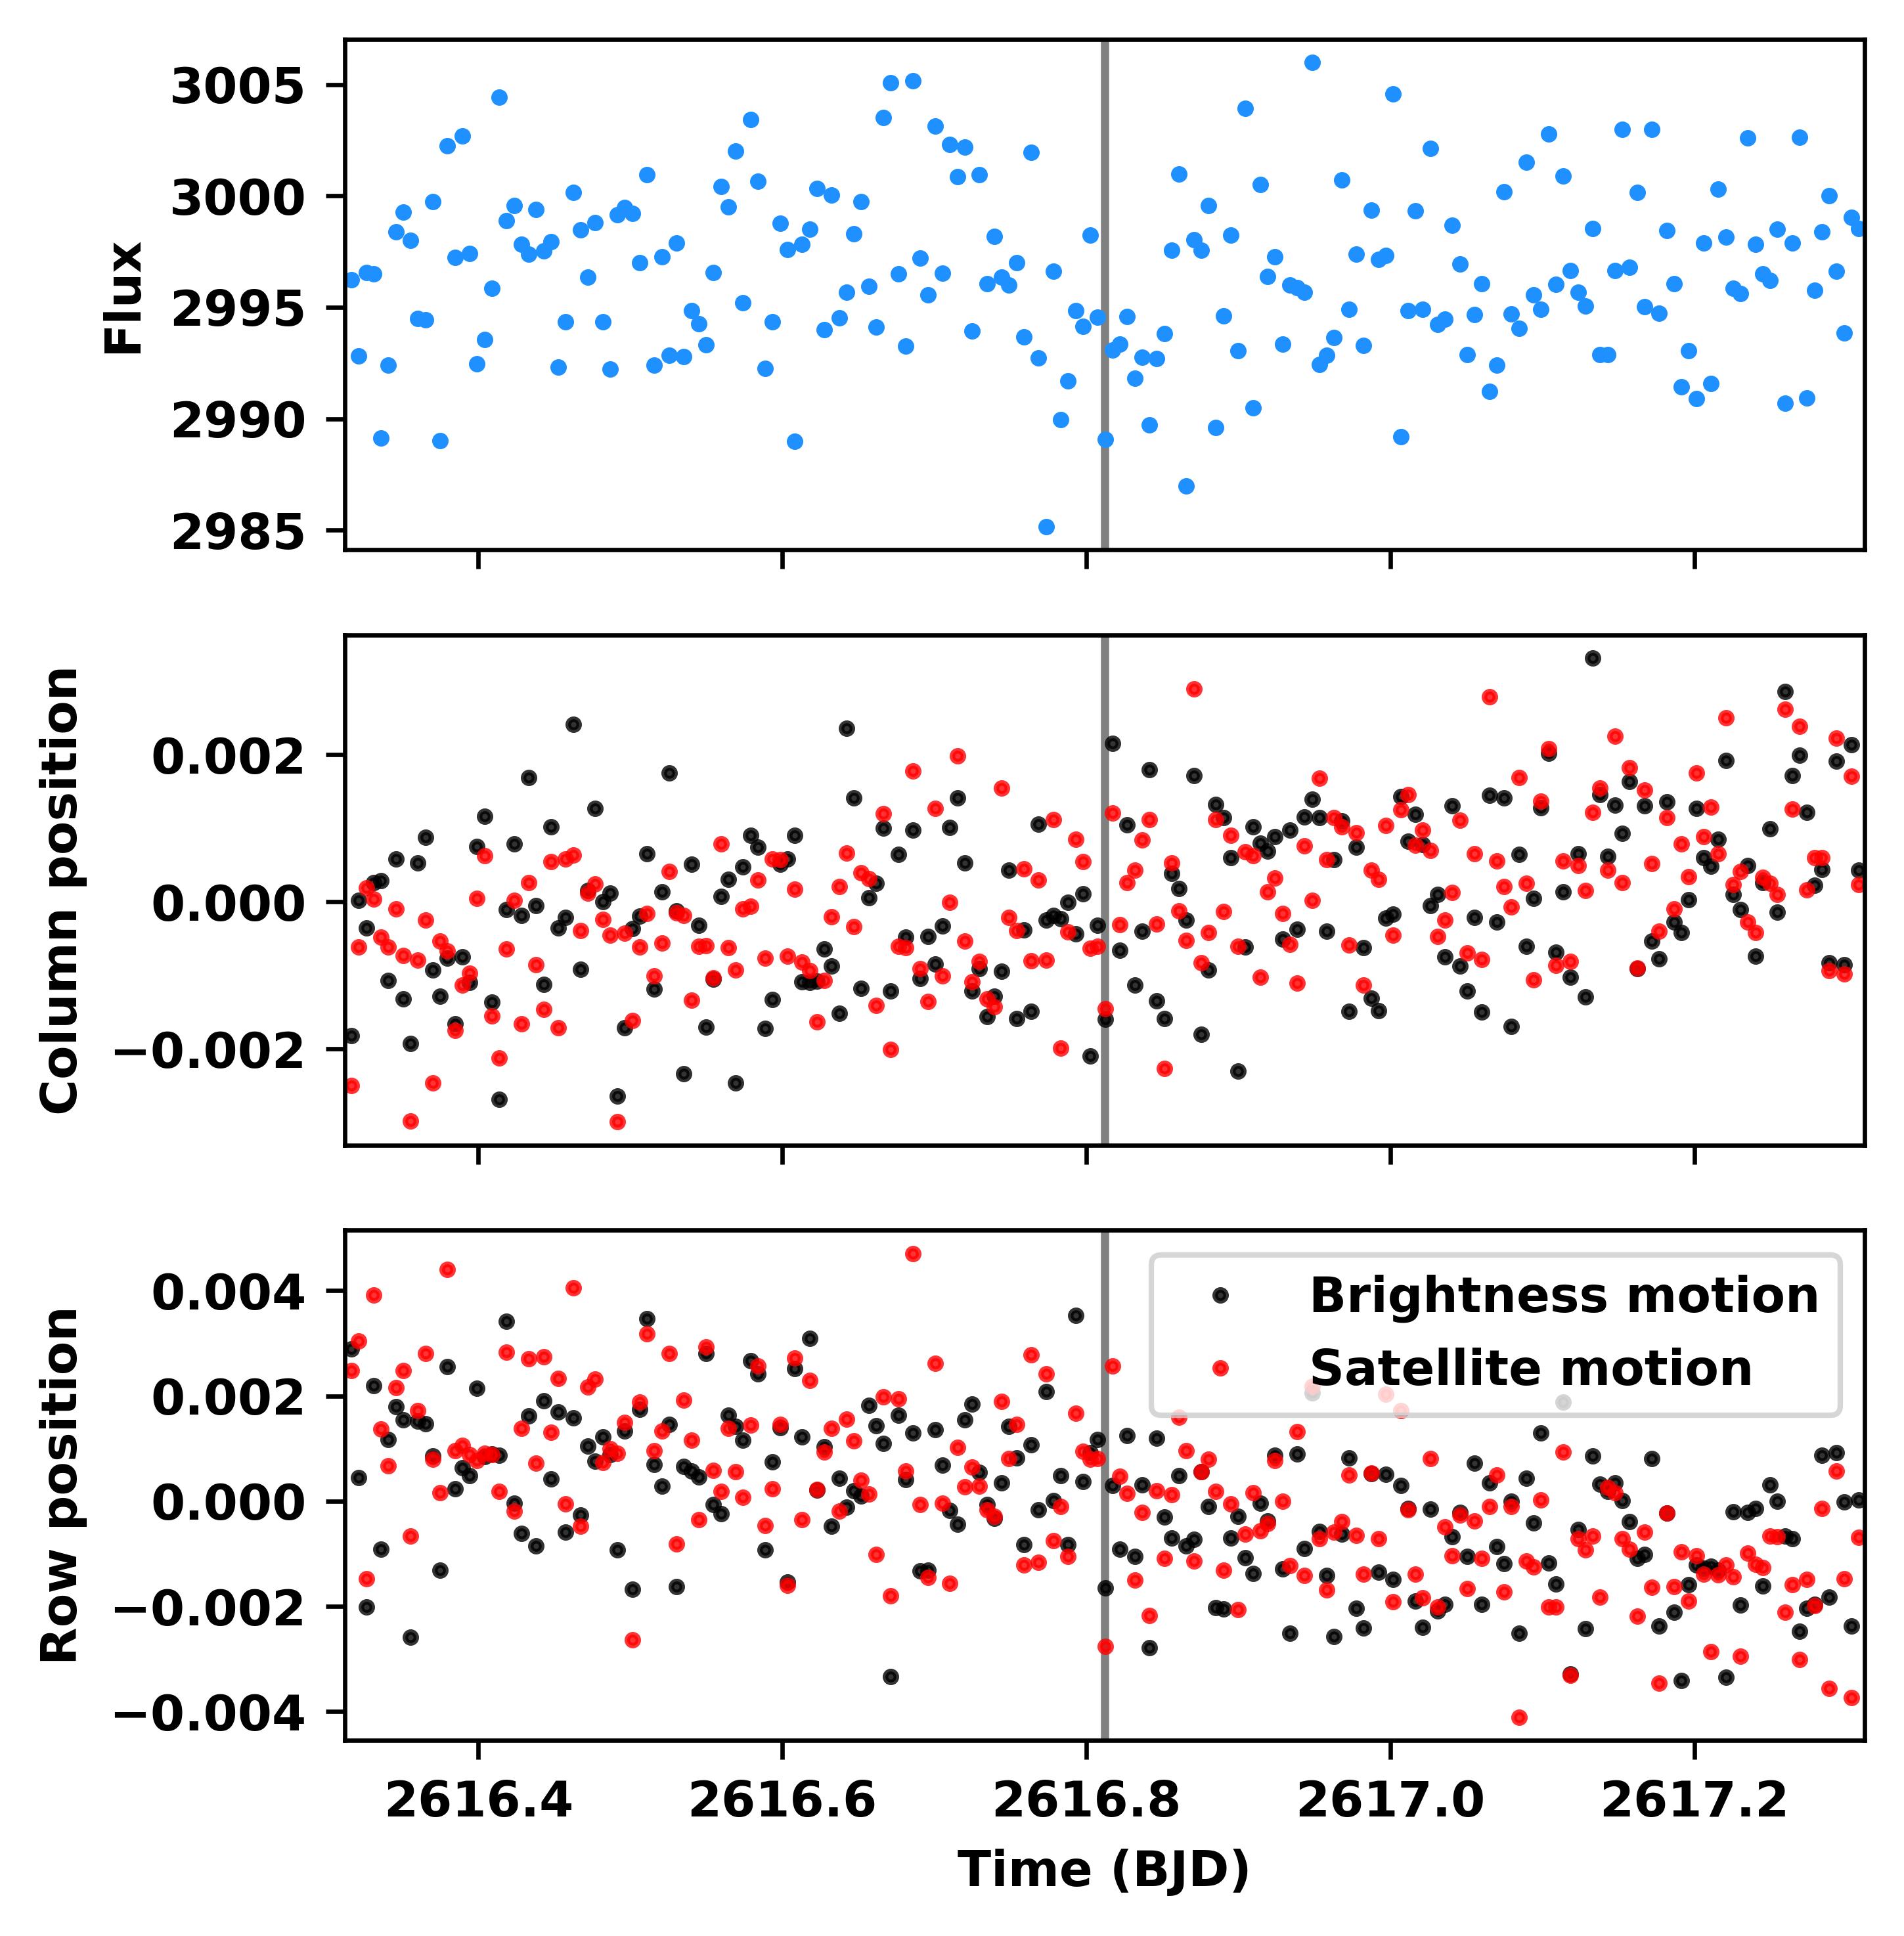 Flux
3005
3000
2995
2990
2985
Column position
0.002
0.000
−0.002
Row position
0.004
0.002
0.000
−0.002
−0.004
Brightness motion
Satellite motion
2616.4 2616.6 2616.8 2617.0 2617.2
Time (BJD)